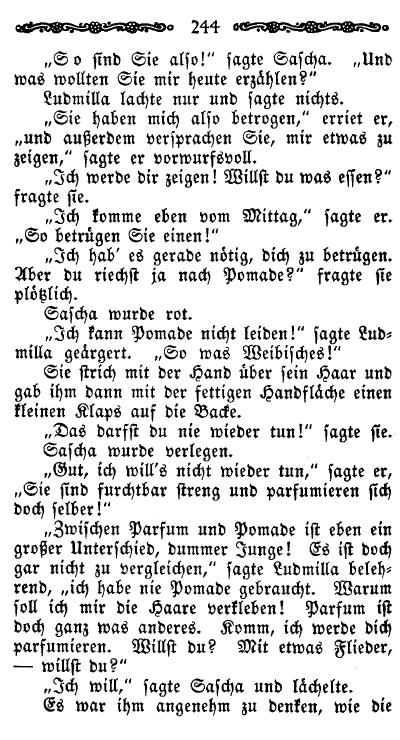 244
„So sind Sie also!“ sagte Sascha. „Und
was wollten Sie mir heute erzählen?“
Ludmilla lachte nur und sagte nichts.
„Sie haben mich also betrogen,“ erriet er,
„und außerdem versprachen Sie, mir etwas zu
zeigen,“ sagte er vorwurfsvoll.
„Ich werde dir zeigen! Willst du was essen?“
fragte sie.
„Ich komme eben vom Mittag,“ sagte er.
„So betrügen Sie einen!“
„Ich hab' es gerade nötig, dich zu betrügen.
Aber du riechst ja nach Pomade?“ fragte sie
plötzlich.
Sascha wurde rot.
„Ich kann Pomade nicht leiden!“ sagte Lud-
milla geärgert. „So was Weibisches!“
Sie strich mit der Hand über sein Haar und
gab ihm dann mit der fettigen Handfläche einen
kleinen Klaps auf die Backe.
„Das darfst du nie wieder tun!“ sagte sie.
Sascha wurde verlegen.
„Gut, ich will's nicht wieder tun,“ sagte er,
„Sie sind furchtbar streng und parfumieren sich
doch selber!“
„Zwischen Parfum und Pomade ist eben ein
großer Unterschied, dummer Junge! Es ist doch
gar nicht zu vergleichen,“ sagte Ludmilla beleh-
rend, „ich habe nie Pomade gebraucht. Warum
soll ich mir die Haare verkleben! Parfum ist
doch ganz was anderes. Komm, ich werde dich
parfumieren. Willst du? Mit etwas Flieder,
— willst du?“
„Ich will,“ sagte Sascha und lächelte.
Es war ihm angenehm zu denken, wie die